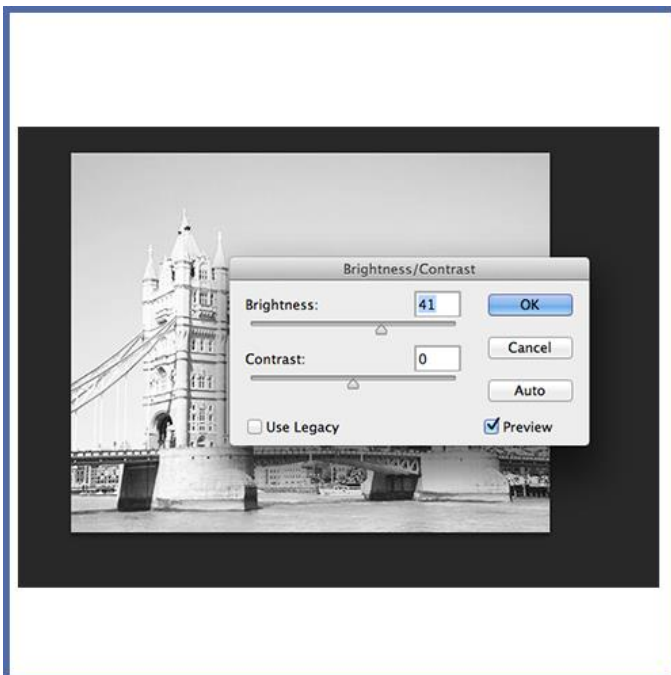 Brightness/Contrast
Brightness: 41 OK
Cancel
Contrast: 0
Auto
Use Legacy Preview